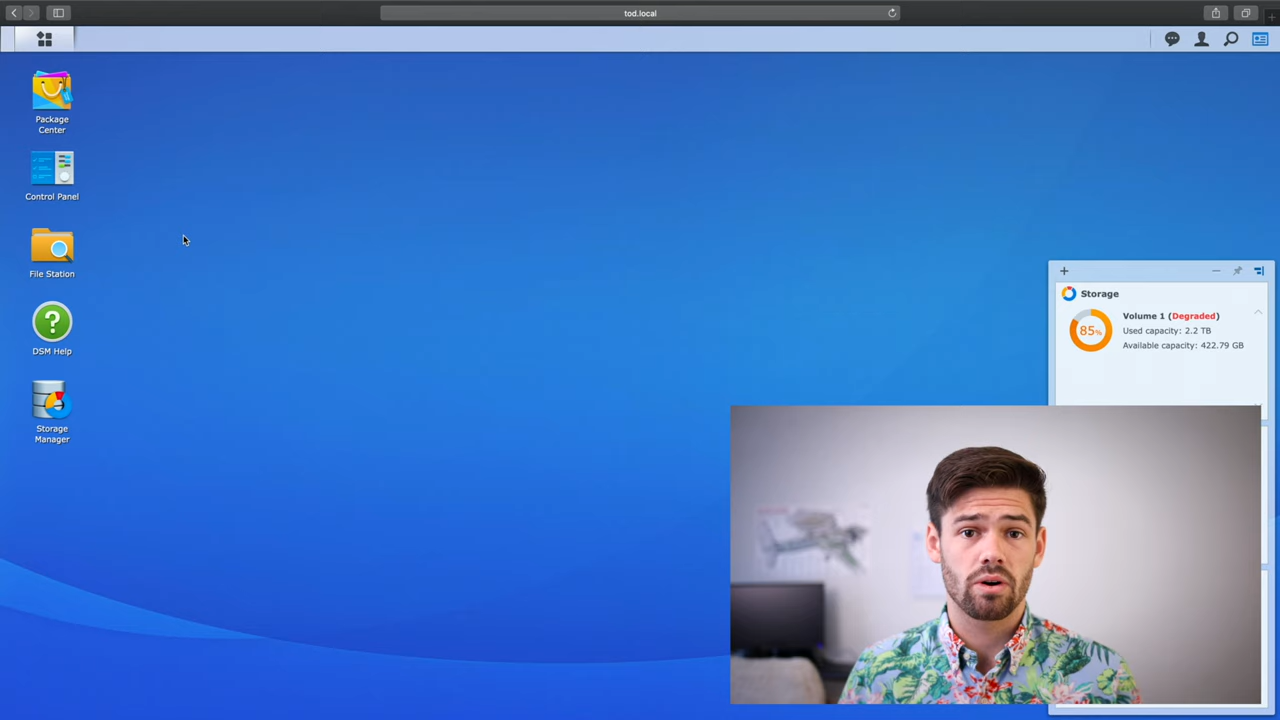 tod.local
Package
Center
Control Panel
File Station
DSM Help
Storage
Manager
Storage
85%
Volume 1 (Degraded)
Used capacity: 2.2 TB
Available capacity: 422.79 GB